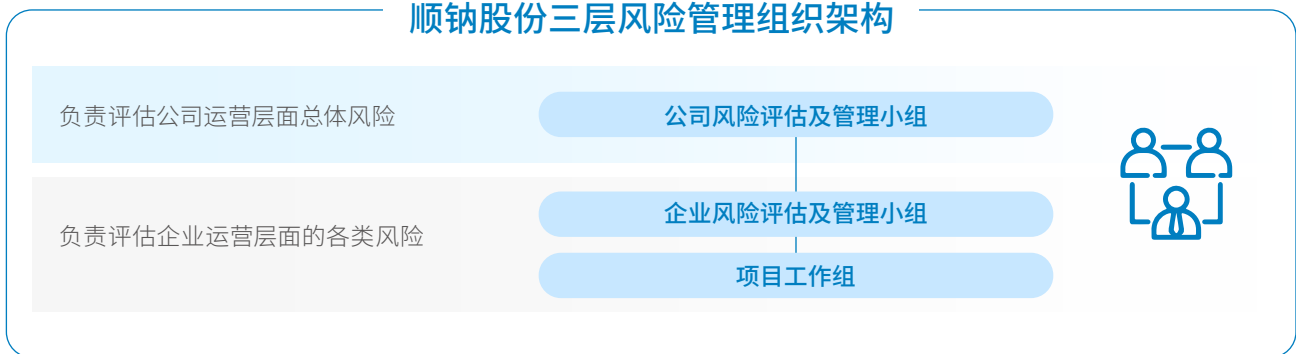 顺钠股份三层风险管理组织架构
负责评估公司运营层面总体风险
公司风险评估及管理小组
企业风险评估及管理小组
负责评估企业运营层面的各类风险
项目工作组